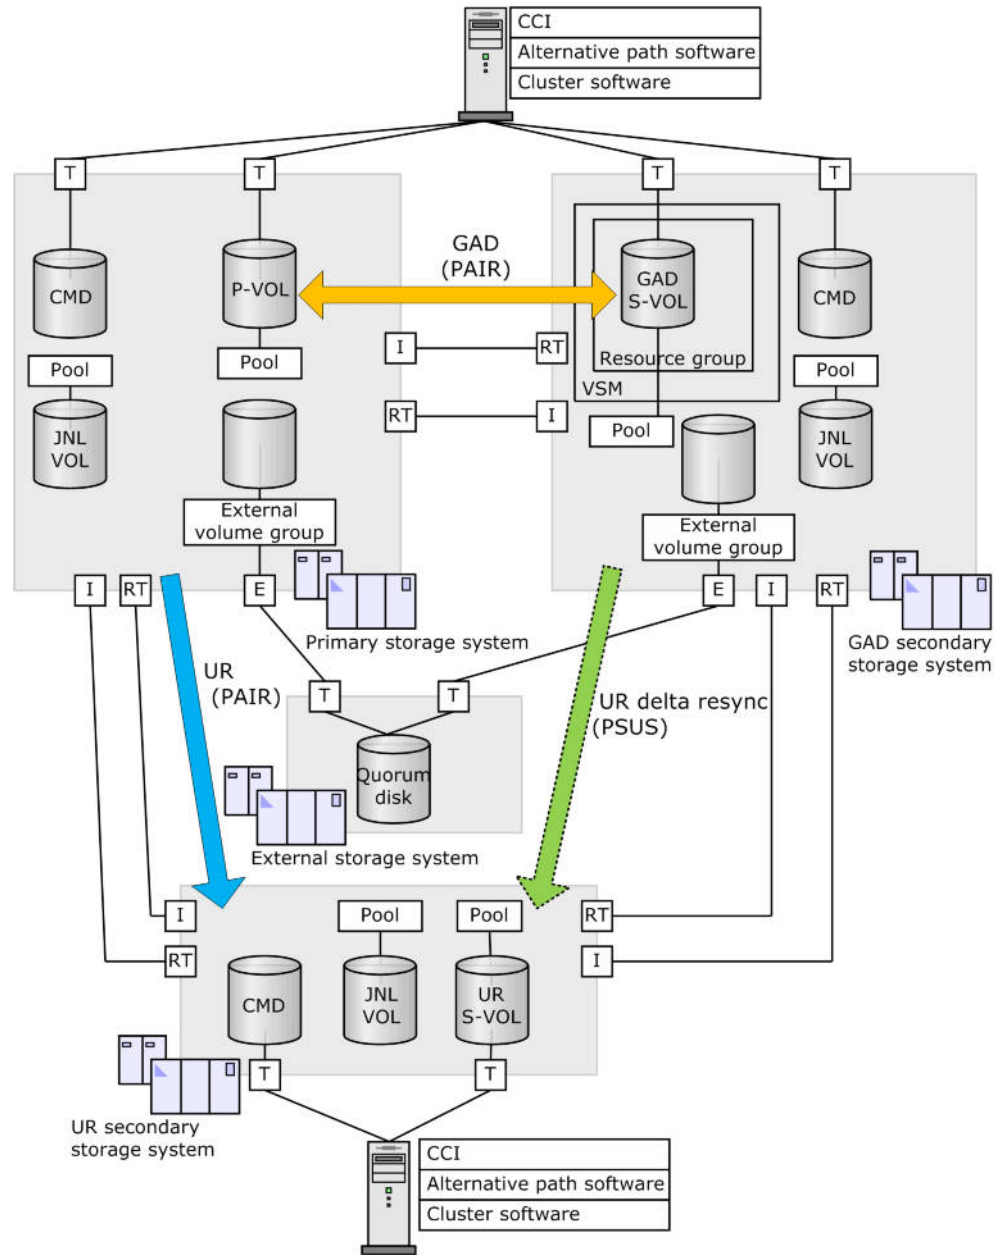 CCI
Alternative path software
Cluster software
T
T
T
T
GAD
(PAIR)
CMD
P-VOL
GAD
S-VOL
CMD
Pool
Pool
I
RT
Resource group
VSM
Pool
JNL
VOL
RT
I
Pool
JNL
VOL
External
volume group
External
volume group
I
RT
E
E
I
RT
Primary storage system
GAD secondary
storage system
UR
(PAIR)
T
T
UR delta resync
(PSUS)
Quorum
disk
External storage system
I
Pool
Pool
RT
RT
I
CMD
JNL
VOL
UR
S-VOL
T
T
UR secondary
storage system
CCI
Alternative path software
Cluster software